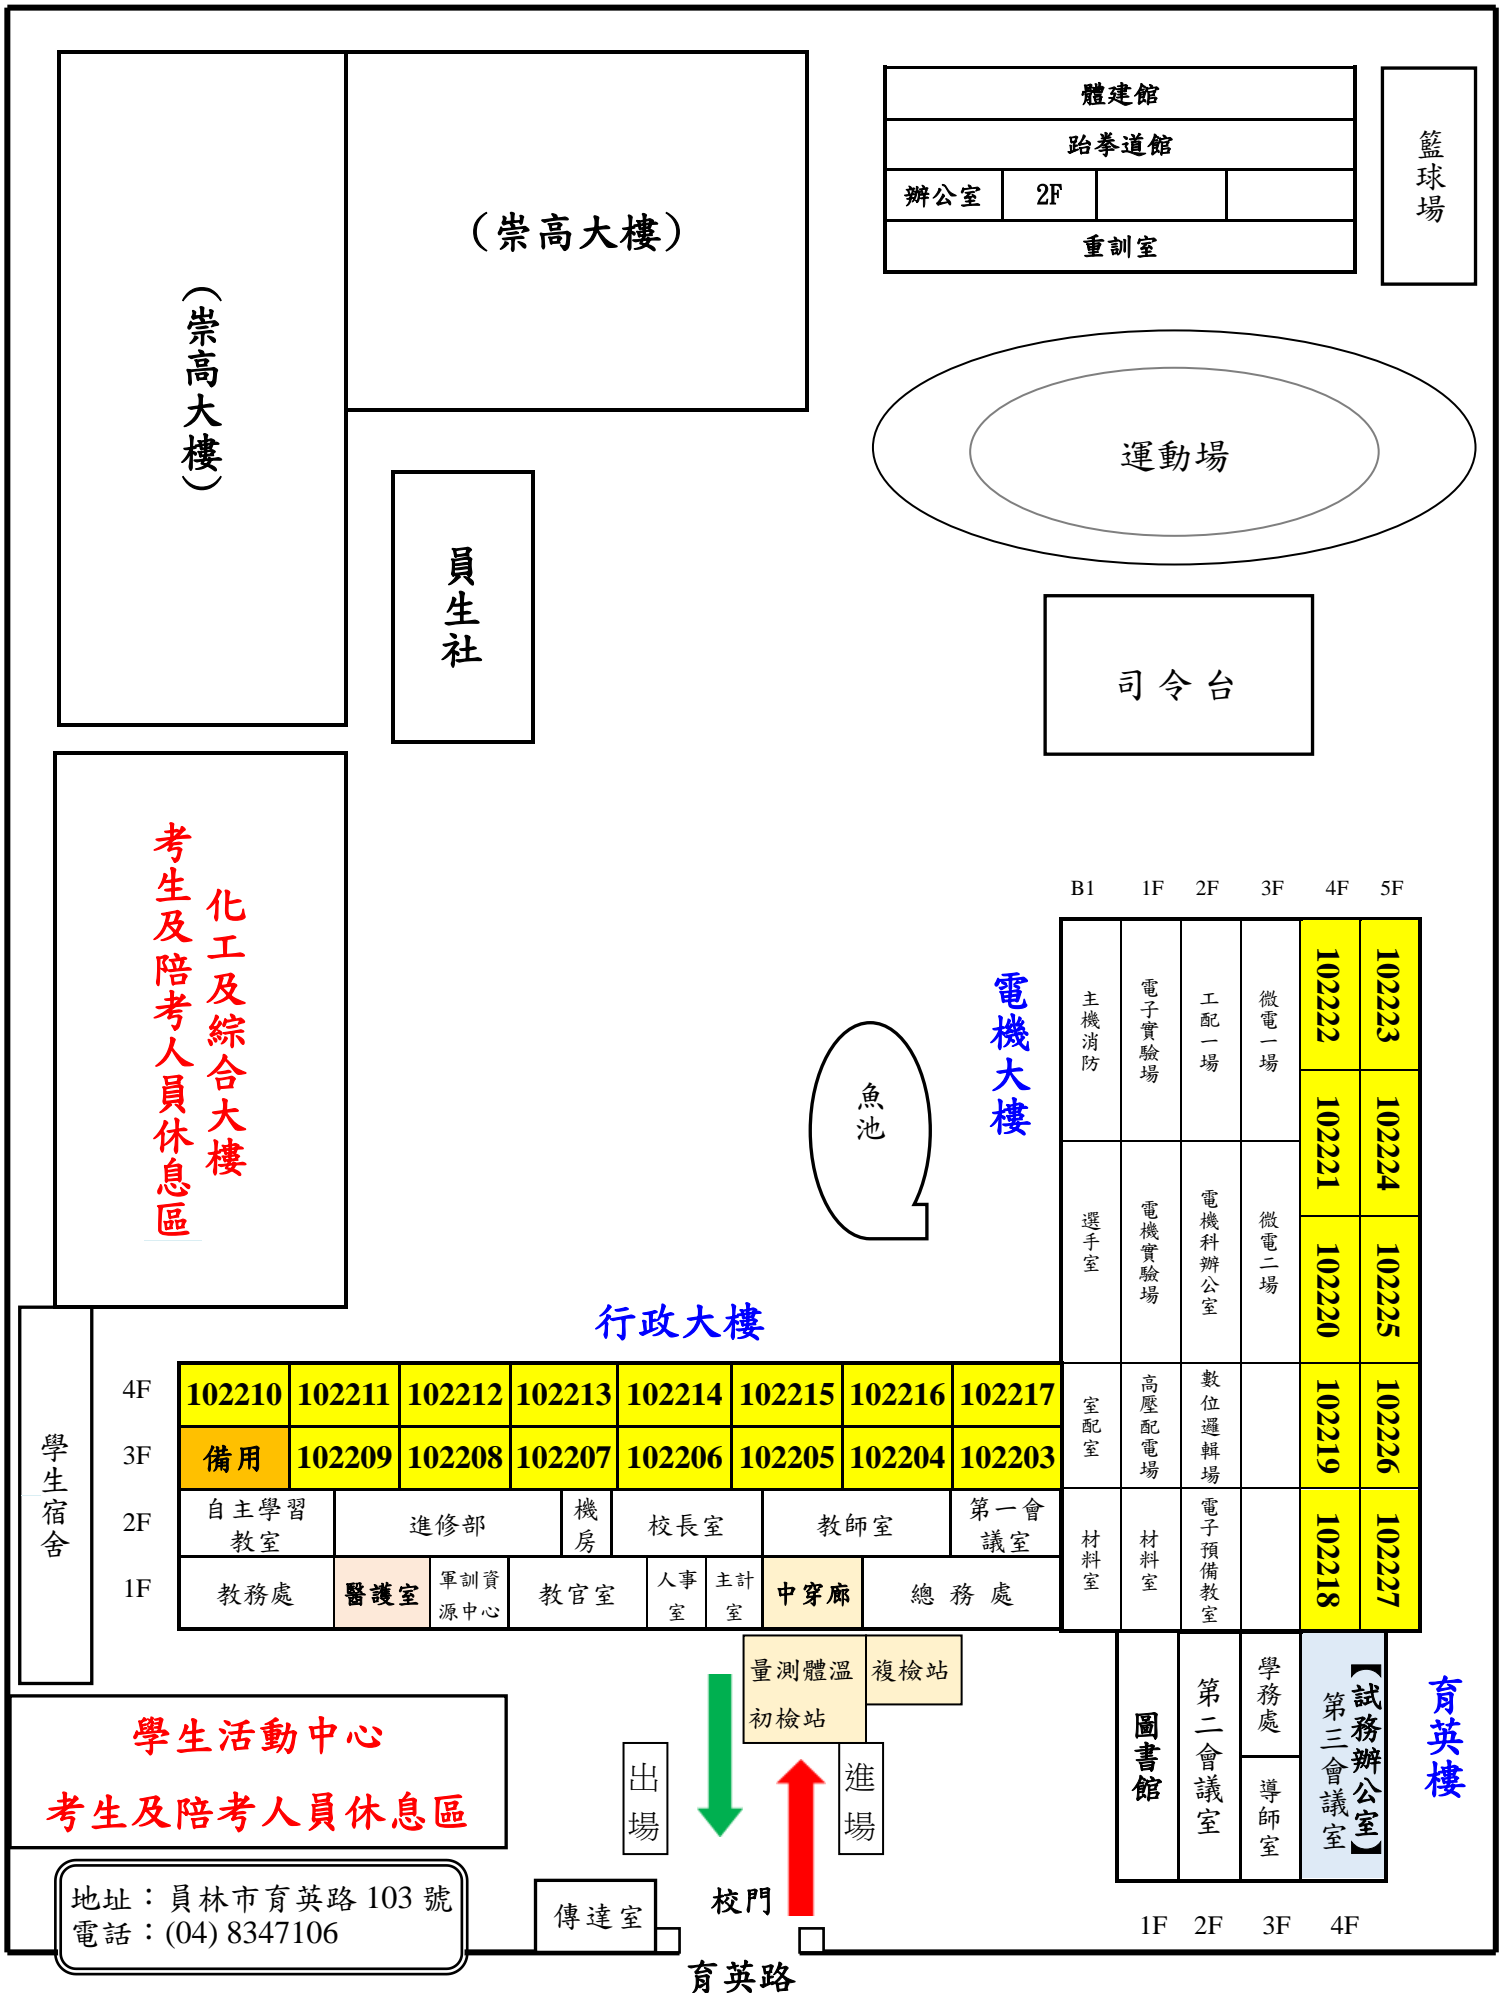 體建館
跆拳道館
辦公室 2F
重訓室
籃球場
(崇高大樓)
(崇高大樓)
運動場
員生社
司令台
化工及綜合大樓
考生及陪考人員休息區
B1 1F 2F 3F 4F 5F
電機大樓
主機消防
電子實驗場
工配一場
微電一場
102222
102223
102221
102224
選手室
電機實驗場
電機科辦公室
微電二場
102220
102225
室配室
高壓配電場
數位邏輯場
102219
102226
材料室
材料室
電子預備教室
102218
102227
魚池
行政大樓
4F 102210 102211 102212 102213 102214 102215 102216 102217
3F 備用 102209 102208 102207 102206 102205 102204 102203
2F 自主學習教室 進修部 機房 校長室 教師室 第一會議室
1F 教務處 醫護室 軍訓資源中心 教官室 人事室 主計室 中穿廊 總務處
學生宿舍
量測體溫
初檢站
複檢站
出場
進場
學生活動中心
考生及陪考人員休息區
圖書館
第二會議室
學務處
導師室
【試務辦公室】
第三會議室
育英樓
1F 2F 3F 4F
地址：員林市育英路 103 號
電話：(04) 8347106
傳達室
校門
育英路